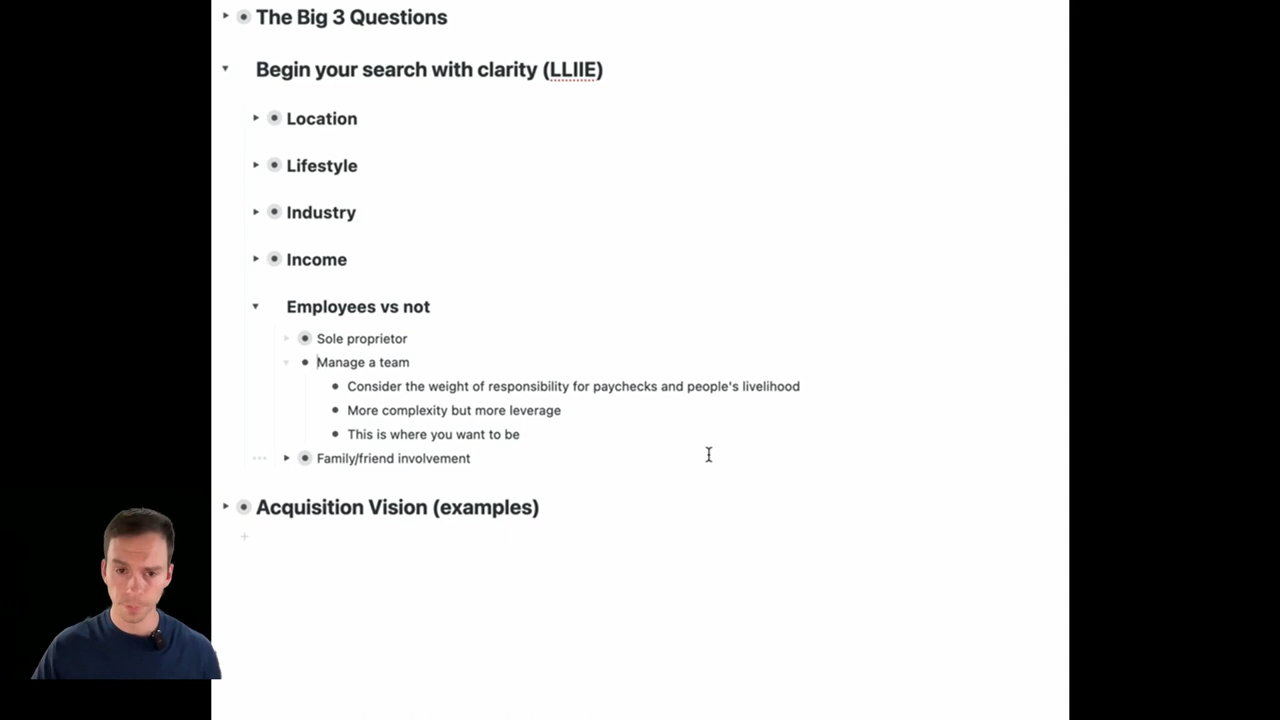 The Big 3 Questions
Begin your search with clarity (LLIIE)
Location
Lifestyle
Industry
Income
Employees vs not
Sole proprietor
Manage a team
Consider the weight of responsibility for paychecks and people's livelihood
More complexity but more leverage
This is where you want to be
Family/friend involvement
Acquisition Vision (examples)